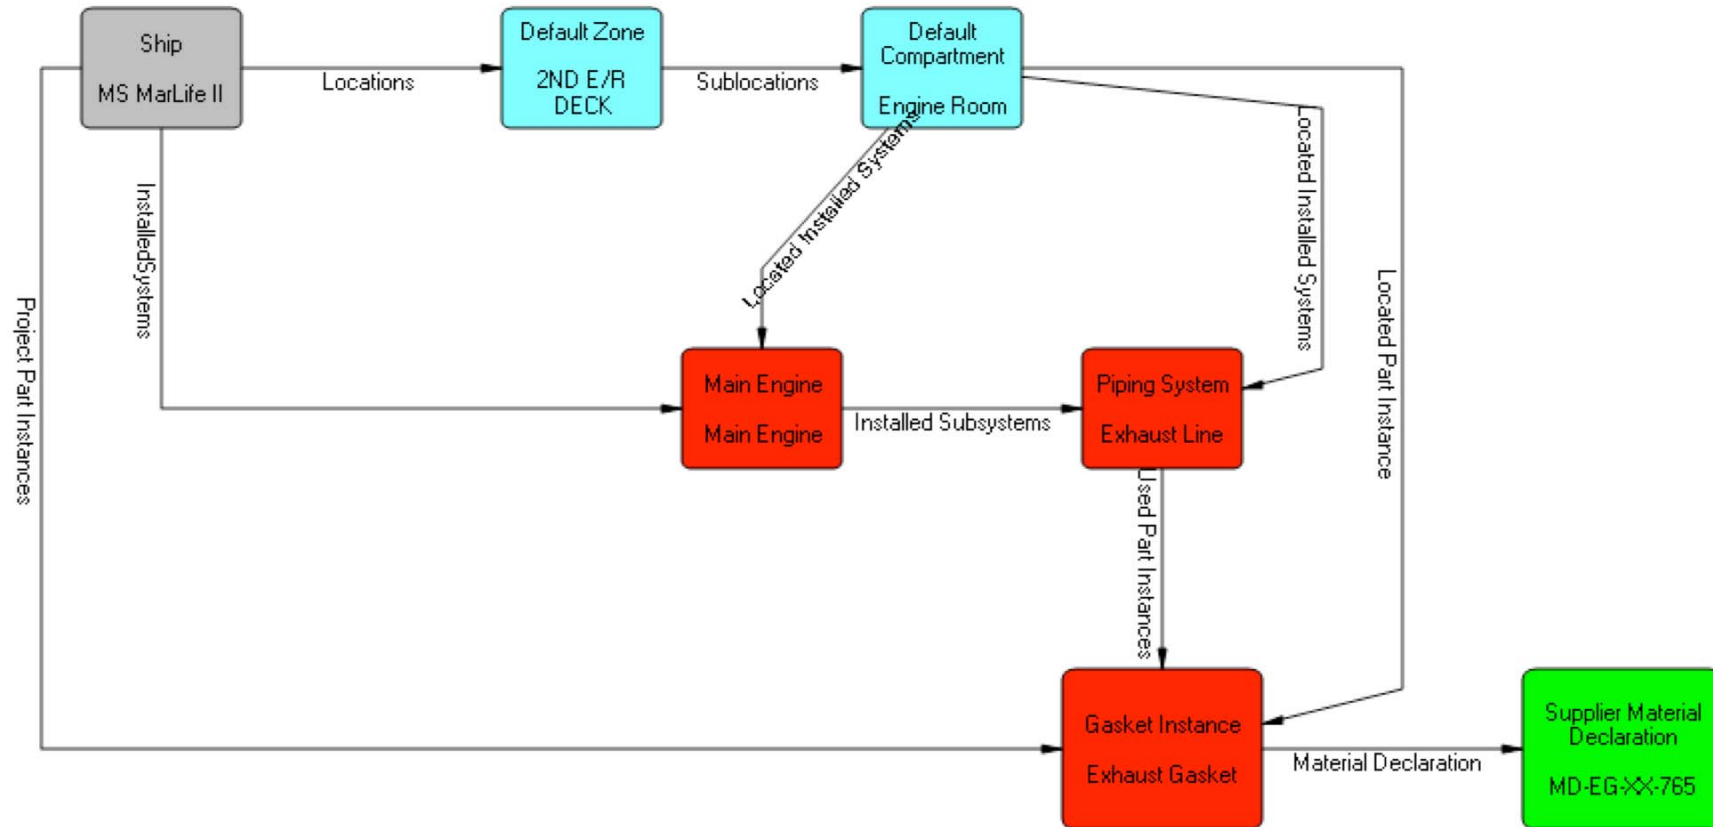 Ship
MS MarLife II
Locations
Default Zone
2ND E/R
DECK
Sublocations
Default
Compartment
Engine Room
Located Installed Systems
Located Installed Systems
Located Part Instance
InstalledSystems
Project Part Instances
Main Engine
Main Engine
Installed Subsystems
Piping System
Exhaust Line
Used Part Instances
Gasket Instance
Exhaust Gasket
Material Declaration
Supplier Material
Declaration
MD-EG-XX-765